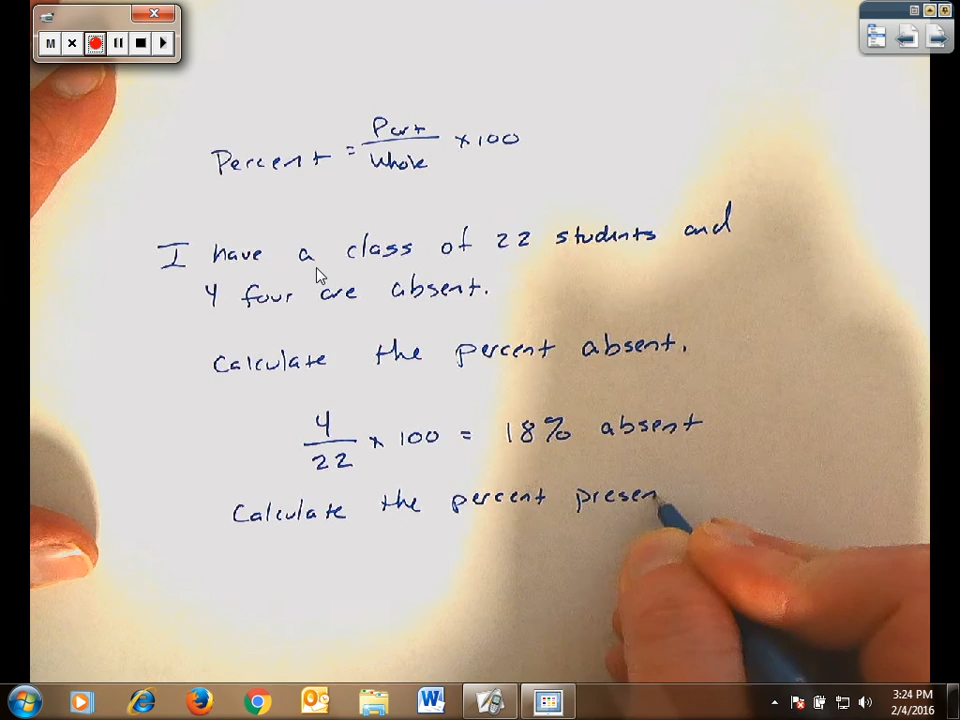 M
Percent = Part / Whole × 100
I have a class of 22 students and
4 four are absent.
Calculate the percent absent.
4 / 22 × 100 = 18% absent
Calculate the percent presen
3:24 PM
2/4/2016